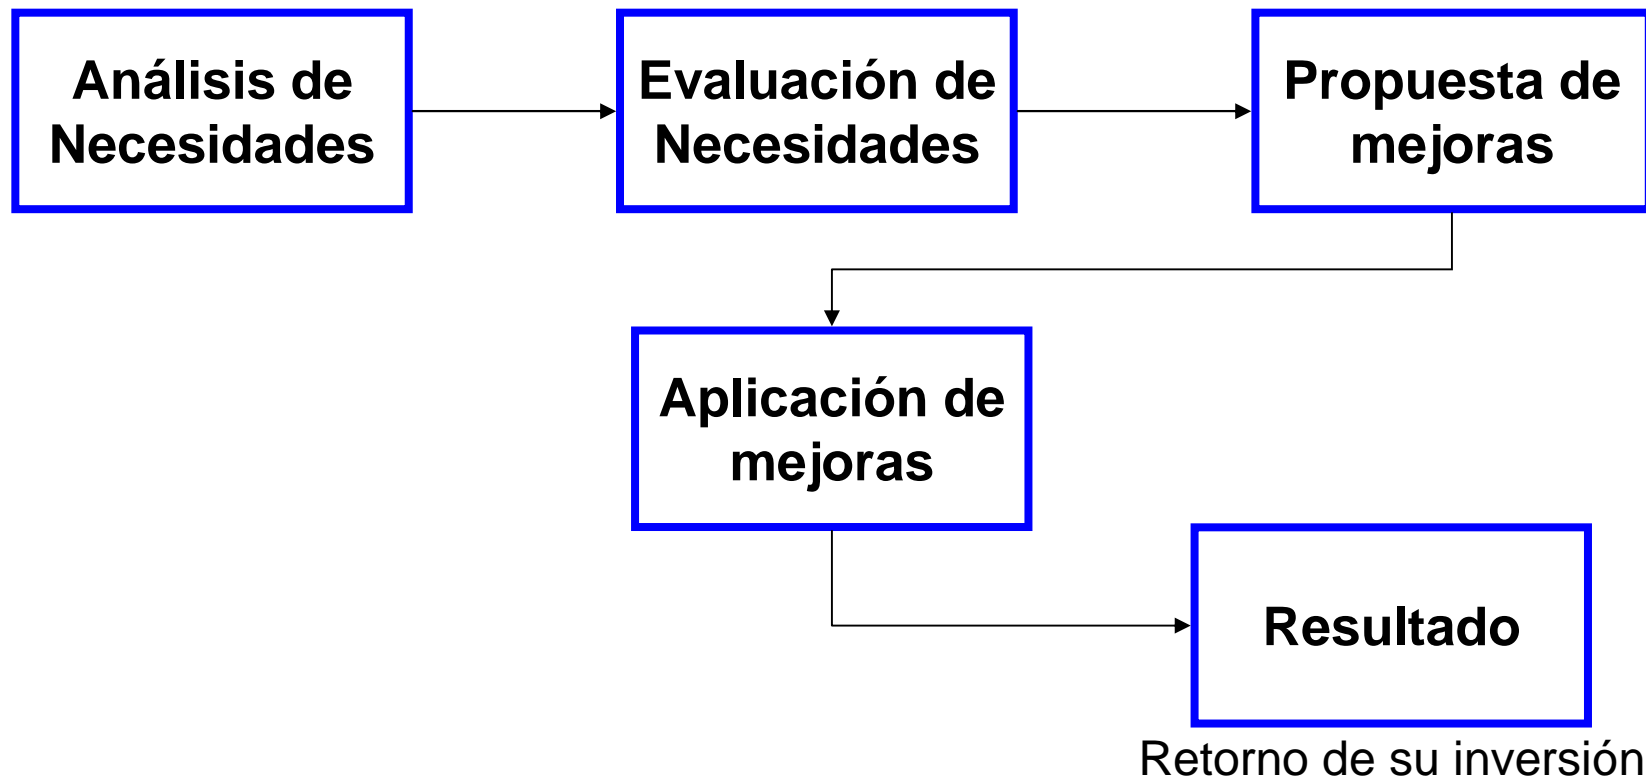 Análisis de
Necesidades
Evaluación de
Necesidades
Propuesta de
mejoras
Aplicación de
mejoras
Resultado
Retorno de su inversión